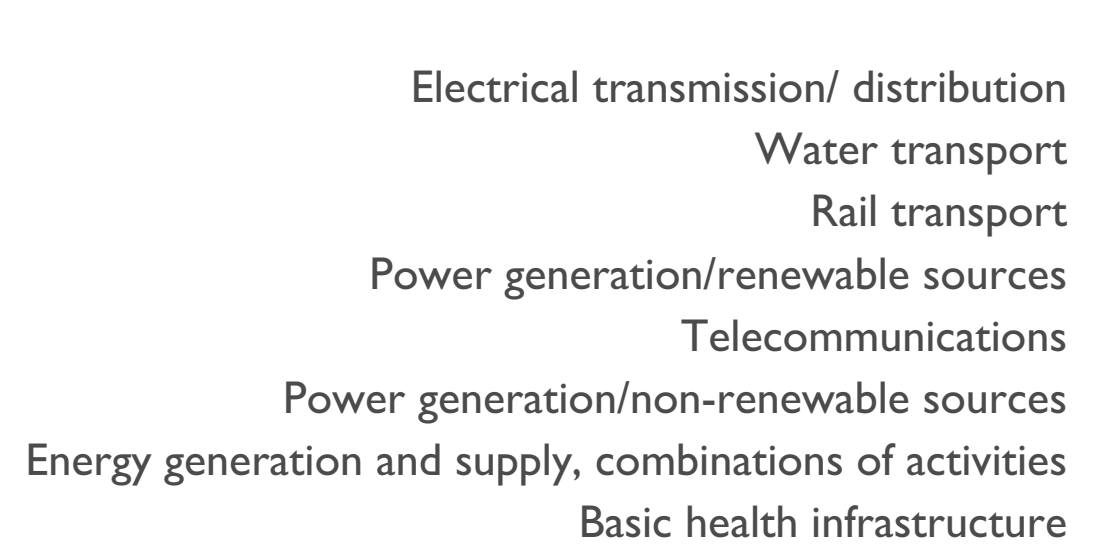 Electrical transmission/ distribution
Water transport
Rail transport
Power generation/renewable sources
Telecommunications
Power generation/non-renewable sources
Energy generation and supply, combinations of activities
Basic health infrastructure